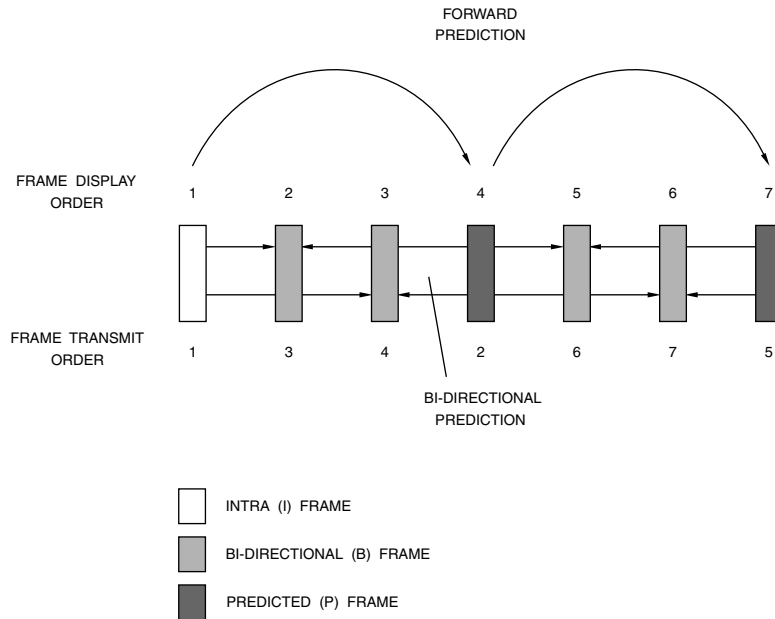 FORWARD
PREDICTION
FRAME DISPLAY
ORDER
1 2 3 4 5 6 7
FRAME TRANSMIT
ORDER
1 3 4 2 6 7 5
BI-DIRECTIONAL
PREDICTION
INTRA (I) FRAME
BI-DIRECTIONAL (B) FRAME
PREDICTED (P) FRAME